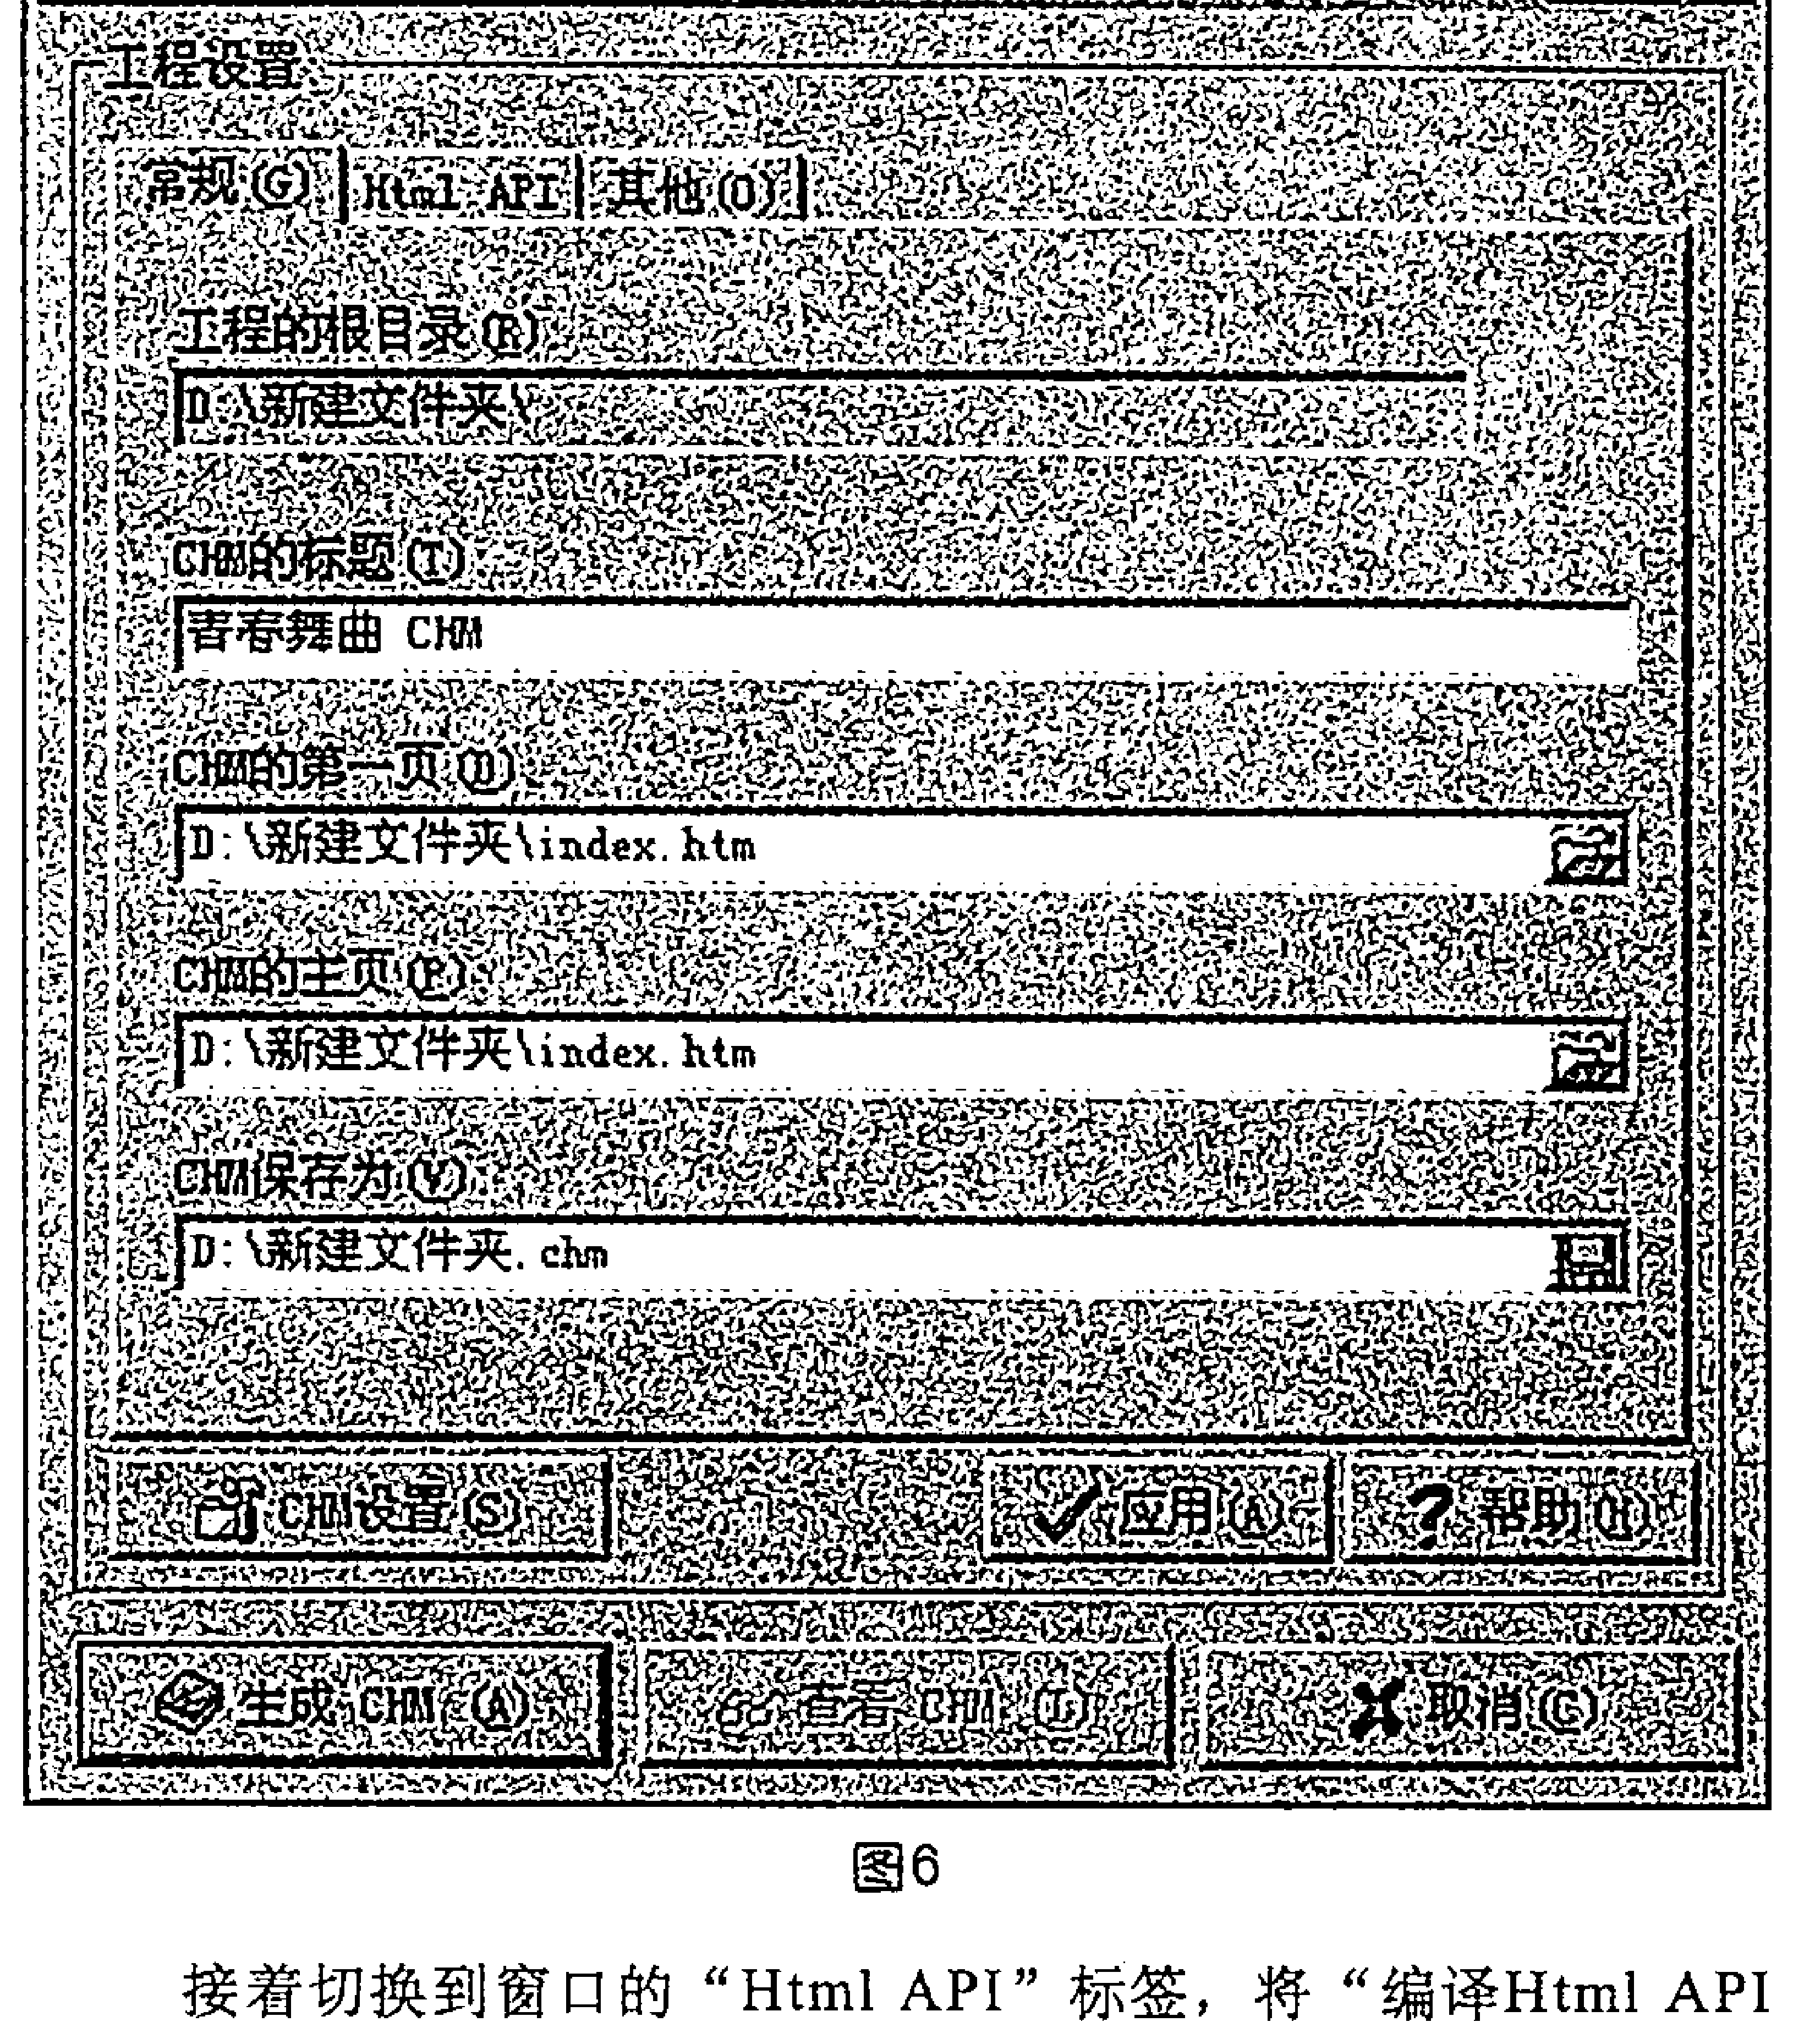 工程设置
常规(G) Html API 其他(O)
工程的根目录(R)
D:\新建文件夹\
CHM的标题(T)
青春舞曲 CHM
CHM的第一页(D)
D:\新建文件夹\index.htm
CHM的主页(P)
D:\新建文件夹\index.htm
CHM保存为(V)
D:\新建文件夹.chm
CHM设置(S) 应用(A) 帮助(H)
生成 CHM (A) 查看 CHM (L) 取消(C)
图6
接着切换到窗口的“Html API”标签，将“编译Html API